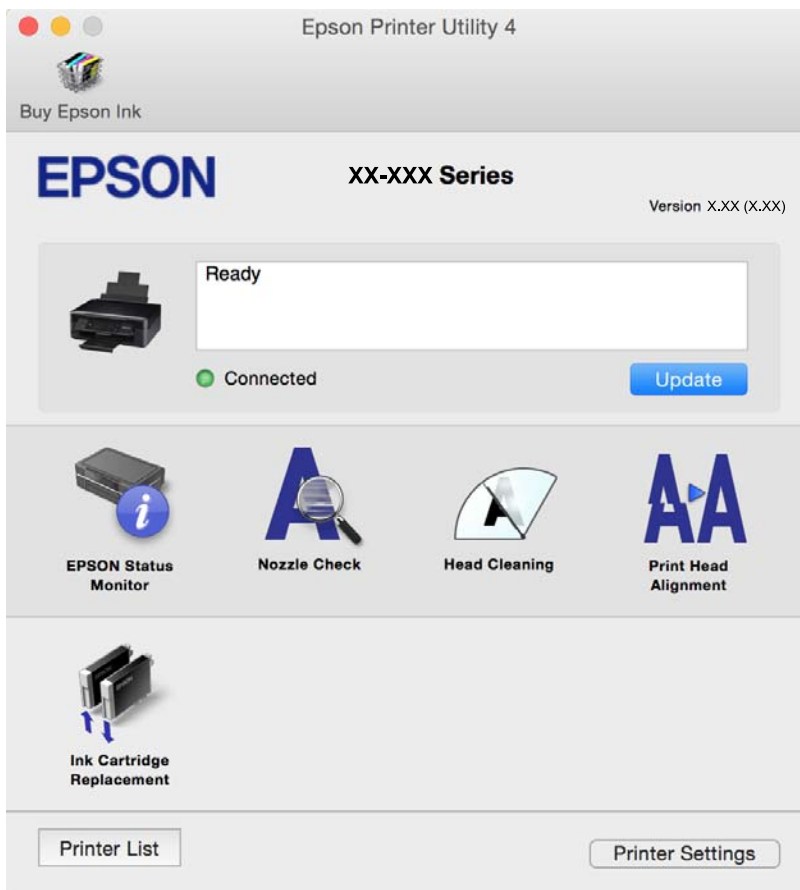 Epson Printer Utility 4
Buy Epson Ink
EPSON
XX-XXX Series
Version X.XX (X.XX)
Ready
Connected
Update
EPSON Status
Monitor
Nozzle Check
Head Cleaning
Print Head
Alignment
Ink Cartridge
Replacement
Printer List
Printer Settings